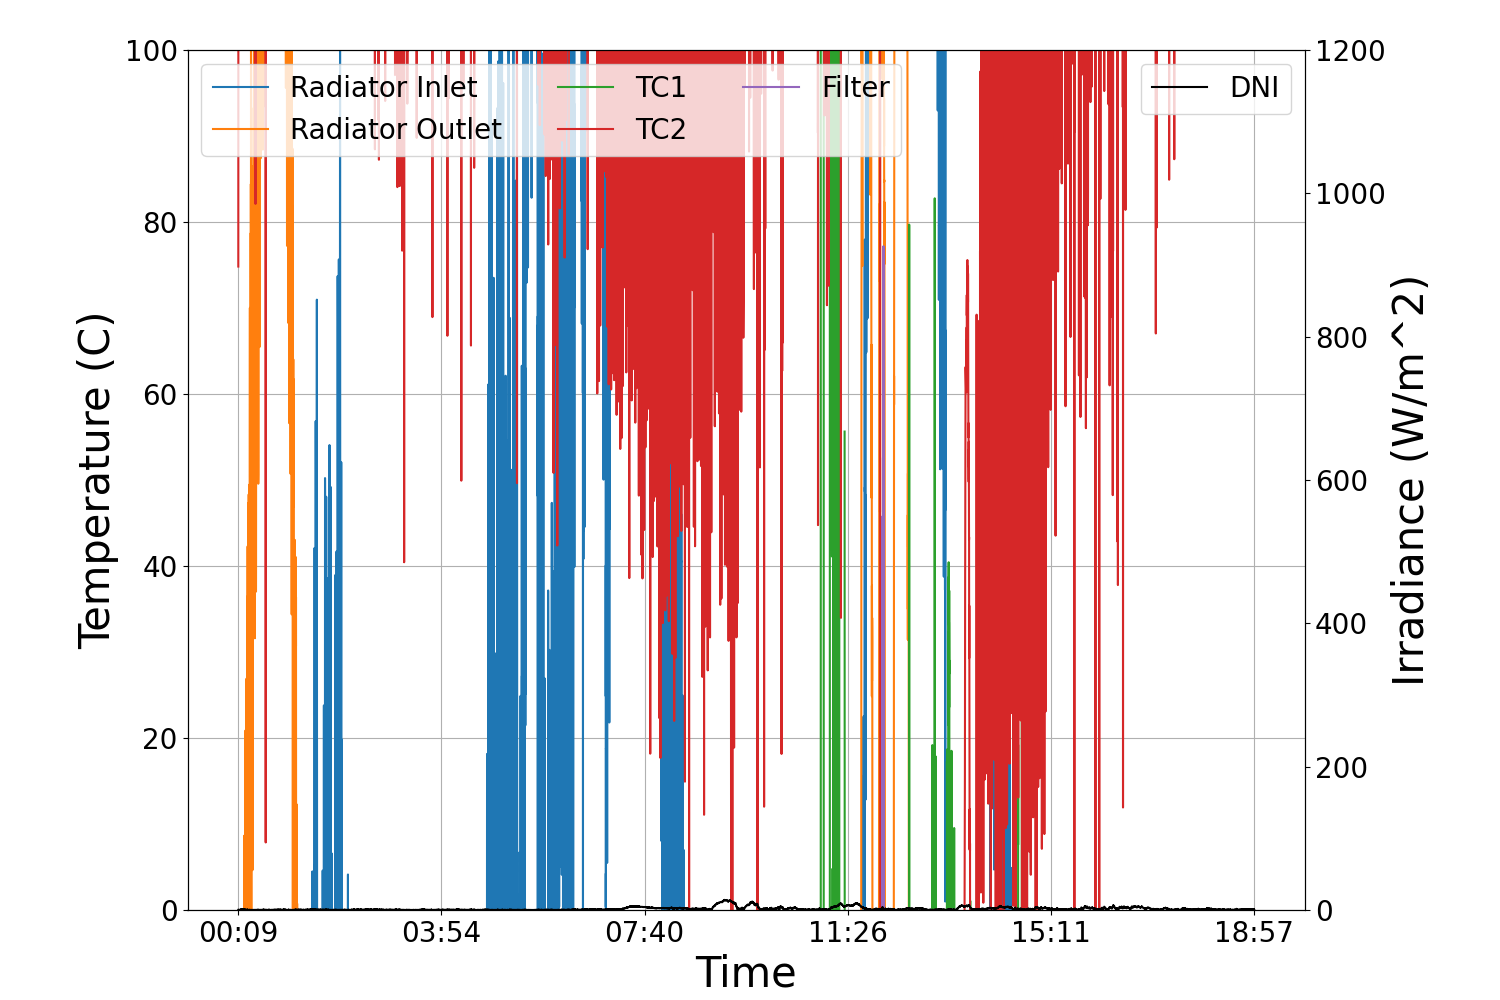 100
80
60
40
20
0
Temperature (C)
Radiator Inlet
Radiator Outlet
TC1
TC2
Filter
DNI
1200
1000
800
600
400
200
0
Irradiance (W/m^2)
00:09 03:54 07:40 11:26 15:11 18:57
Time